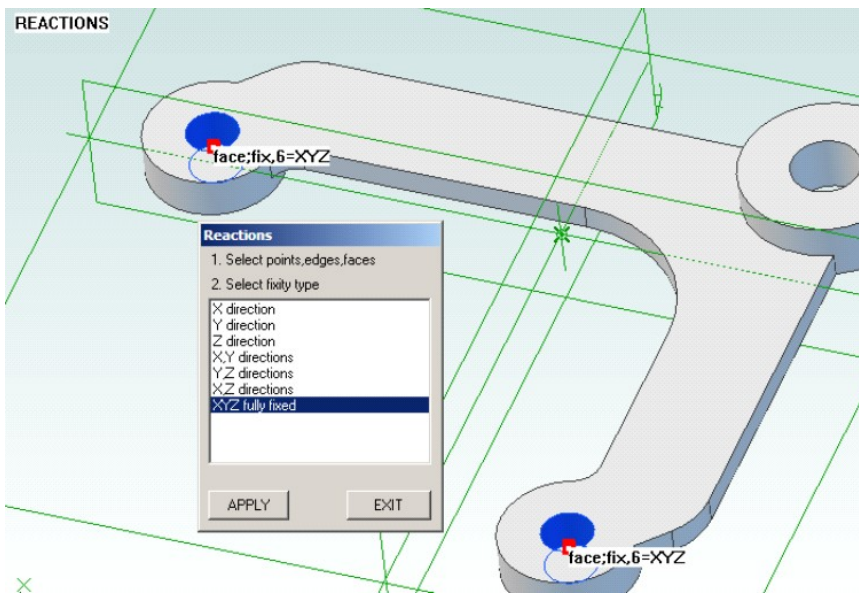 REACTIONS
face;fix,6=XYZ
Reactions
1. Select points,edges,faces
2. Select fixity type
X direction
Y direction
Z direction
X,Y directions
Y,Z directions
X,Z directions
XYZ fully fixed
APPLY EXIT
face;fix,6=XYZ